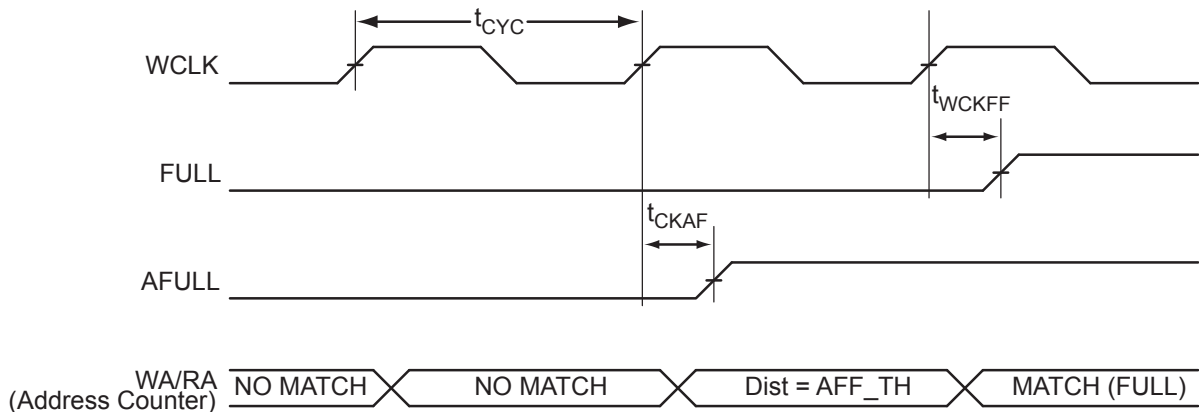 tCYC
WCLK
tWCKFF
FULL
tCKAF
AFULL
WA/RA
(Address Counter)
NO MATCH
NO MATCH
Dist = AFF_TH
MATCH (FULL)